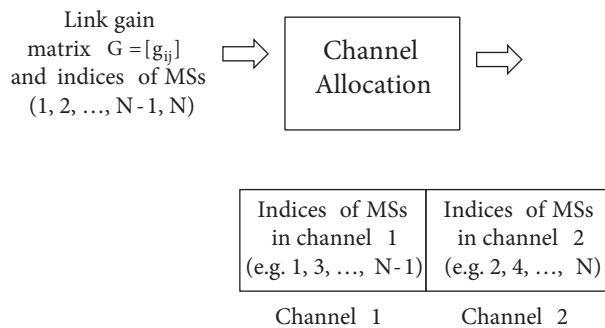 Link gain
matrix G =[gij]
and indices of MSs
(1, 2, ..., N-1, N)
Channel
Allocation
Indices of MSs
in channel 1
(e.g. 1, 3, ..., N-1)
Indices of MSs
in channel 2
(e.g. 2, 4, ..., N)
Channel 1
Channel 2